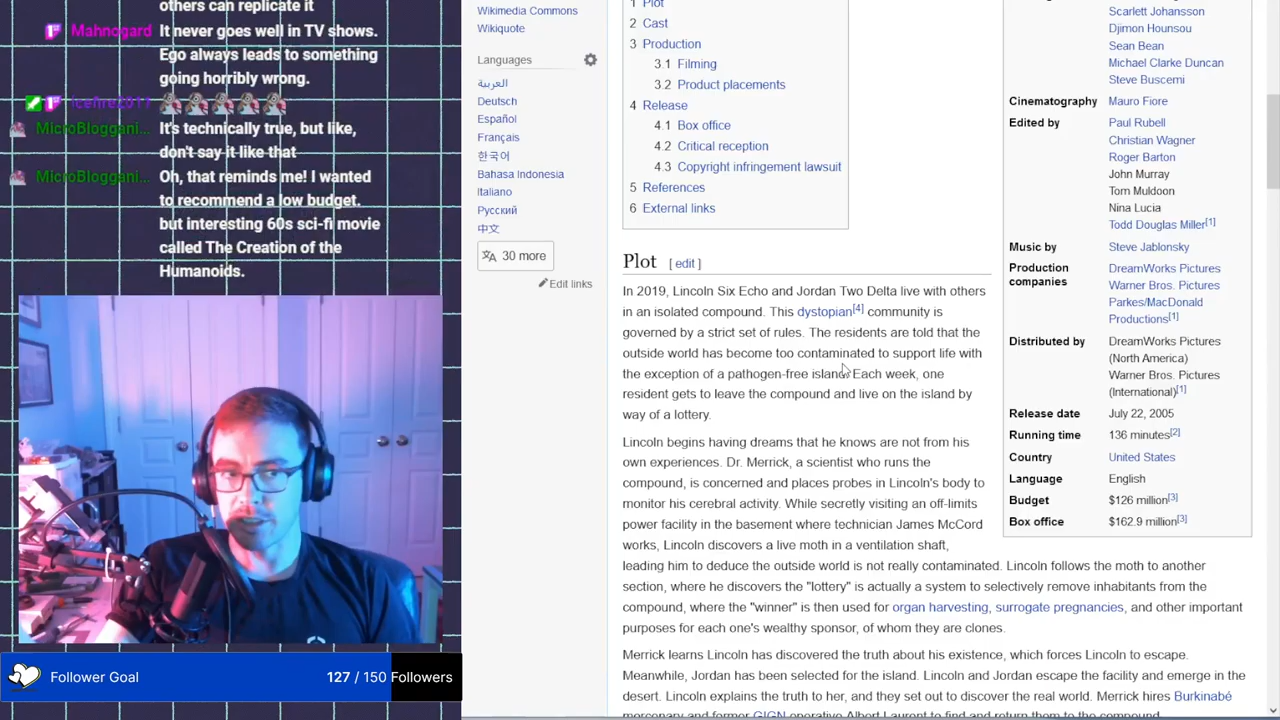 others can replicate it
Mahnogard It never goes well in TV shows.
Ego always leads to something
going horribly wrong.
icefire2011
MicroBloggani... It's technically true, but like,
don't say it like that
MicroBloggani... Oh, that reminds me! I wanted
to recommend a low budget.
but interesting 60s sci-fi movie
called The Creation of the
Humanoids.
Follower Goal 127 / 150 Followers
Wikimedia Commons
Wikiquote
Languages
العربية
Deutsch
Español
Français
한국어
Bahasa Indonesia
Italiano
Русский
中文
30 more
Edit links
1 Plot
2 Cast
3 Production
3.1 Filming
3.2 Product placements
4 Release
4.1 Box office
4.2 Critical reception
4.3 Copyright infringement lawsuit
5 References
6 External links
Plot [ edit ]
In 2019, Lincoln Six Echo and Jordan Two Delta live with others
in an isolated compound. This dystopian[4] community is
governed by a strict set of rules. The residents are told that the
outside world has become too contaminated to support life with
the exception of a pathogen-free island. Each week, one
resident gets to leave the compound and live on the island by
way of a lottery.
Lincoln begins having dreams that he knows are not from his
own experiences. Dr. Merrick, a scientist who runs the
compound, is concerned and places probes in Lincoln's body to
monitor his cerebral activity. While secretly visiting an off-limits
power facility in the basement where technician James McCord
works, Lincoln discovers a live moth in a ventilation shaft,
leading him to deduce the outside world is not really contaminated. Lincoln follows the moth to another
section, where he discovers the "lottery" is actually a system to selectively remove inhabitants from the
compound, where the "winner" is then used for organ harvesting, surrogate pregnancies, and other important
purposes for each one's wealthy sponsor, of whom they are clones.
Merrick learns Lincoln has discovered the truth about his existence, which forces Lincoln to escape.
Meanwhile, Jordan has been selected for the island. Lincoln and Jordan escape the facility and emerge in the
desert. Lincoln explains the truth to her, and they set out to discover the real world. Merrick hires Burkinabé
mercenary and former GIGN operative Albert Laurent to find and return them to the compound.
Scarlett Johansson
Djimon Hounsou
Sean Bean
Michael Clarke Duncan
Steve Buscemi
Cinematography Mauro Fiore
Edited by Paul Rubell
Christian Wagner
Roger Barton
John Murray
Tom Muldoon
Nina Lucia
Todd Douglas Miller[1]
Music by Steve Jablonsky
Production companies DreamWorks Pictures
Warner Bros. Pictures
Parkes/MacDonald
Productions[1]
Distributed by DreamWorks Pictures
(North America)
Warner Bros. Pictures
(International)[1]
Release date July 22, 2005
Running time 136 minutes[2]
Country United States
Language English
Budget $126 million[3]
Box office $162.9 million[3]